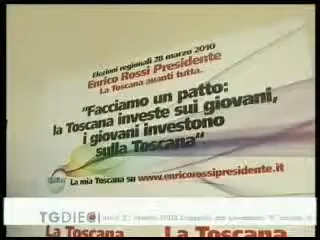 Elezioni regionali 28 marzo 2010
Enrico Rossi Presidente
La Toscana avanti tutta.
"Facciamo un patto:
la Toscana investe sui giovani,
i giovani investono
sulla Toscana"
La mia Toscana su www.enricorossipresidente.it
TGDIECI
La Toscana
La Toscana